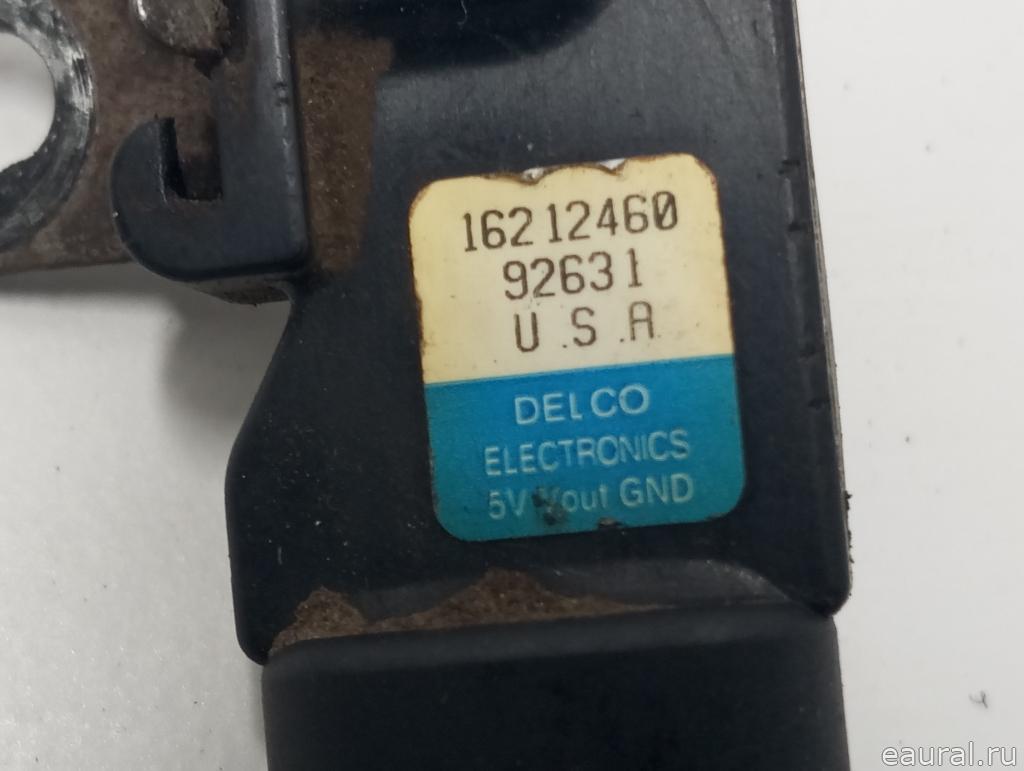 16212460
92631
U.S.A.
DELCO
ELECTRONICS
5V Vout GND
eaural.ru